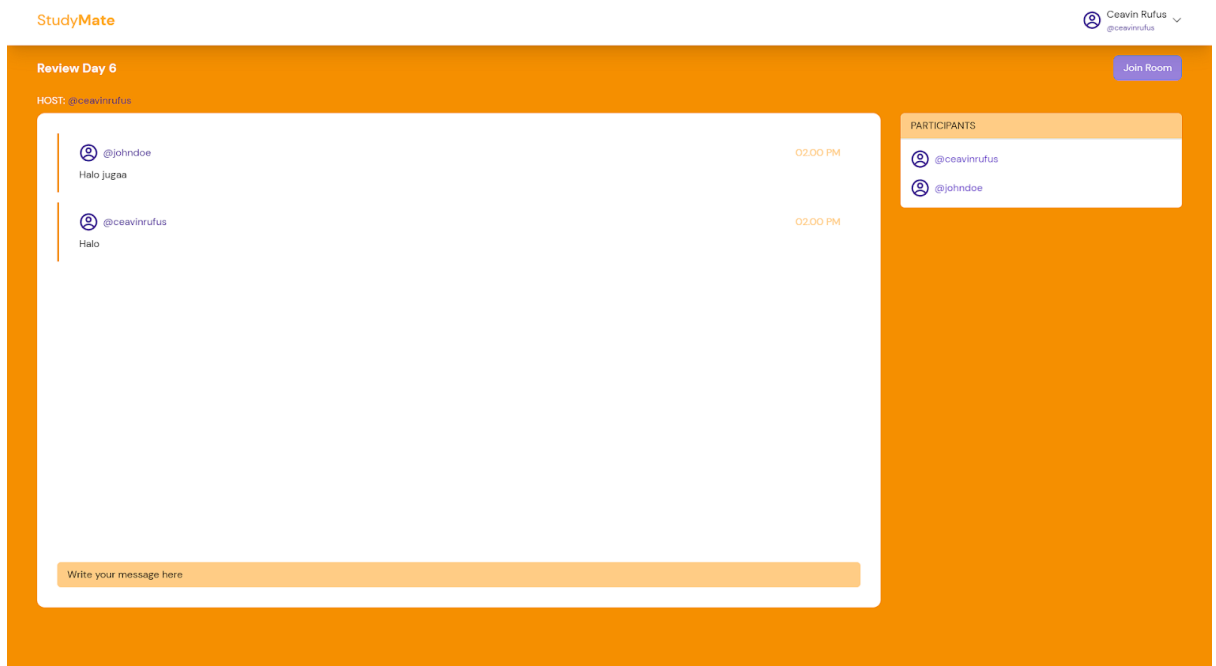 StudyMate
Ceavin Rufus
@ceavinrufus
Review Day 6
Join Room
HOST: @ceavinrufus
@johndoe 02.00 PM
Halo jugaa
@ceavinrufus 02.00 PM
Halo
Write your message here
PARTICIPANTS
@ceavinrufus
@johndoe